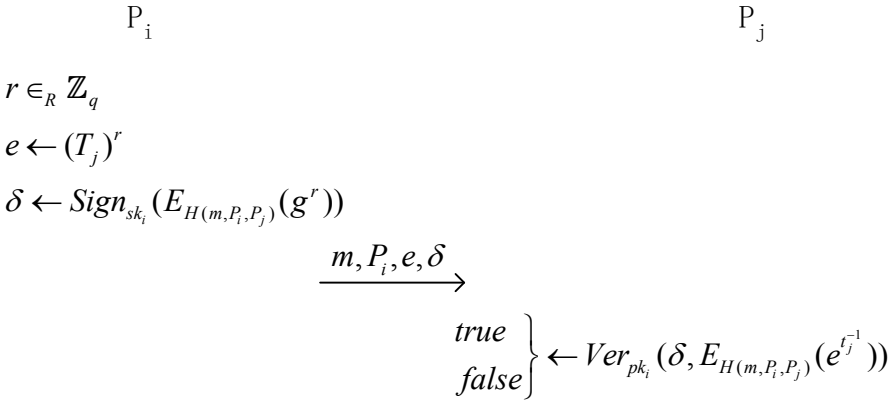 P_i P_j
r ∈_R ℤ_q
e ← (T_j)^r
δ ← Sign_{sk_i}(E_{H(m,P_i,P_j)}(g^r))
m, P_i, e, δ
true
false} ← Ver_{pk_i}(δ, E_{H(m,P_i,P_j)}(e^{t_j^{-1}}))